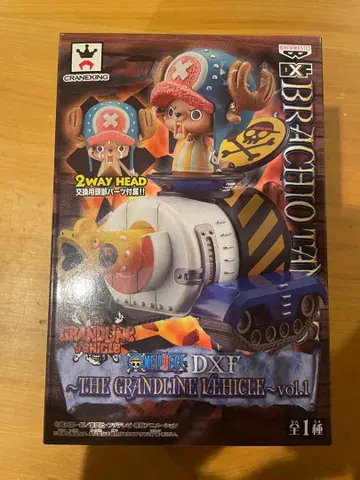 CRANEKING
BANPRESTO
DXF
BRACHIO TAN
2WAY HEAD
交換用頭部パーツ付属!!
GRANDLINE
VEHICLE
ONE PIECE DXF
~THE GRANDLINE VEHICLE~ vol.1
全1種